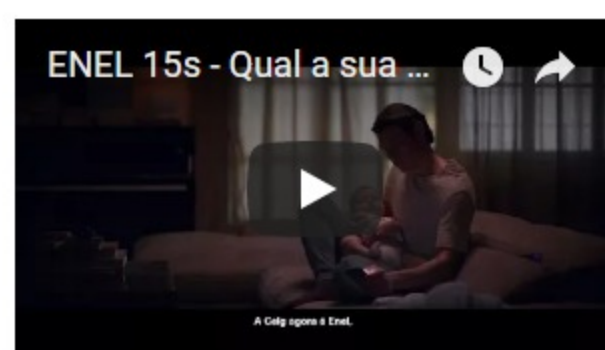 ENEL 15s - Qual a sua ...
A Celg agora é Enel.